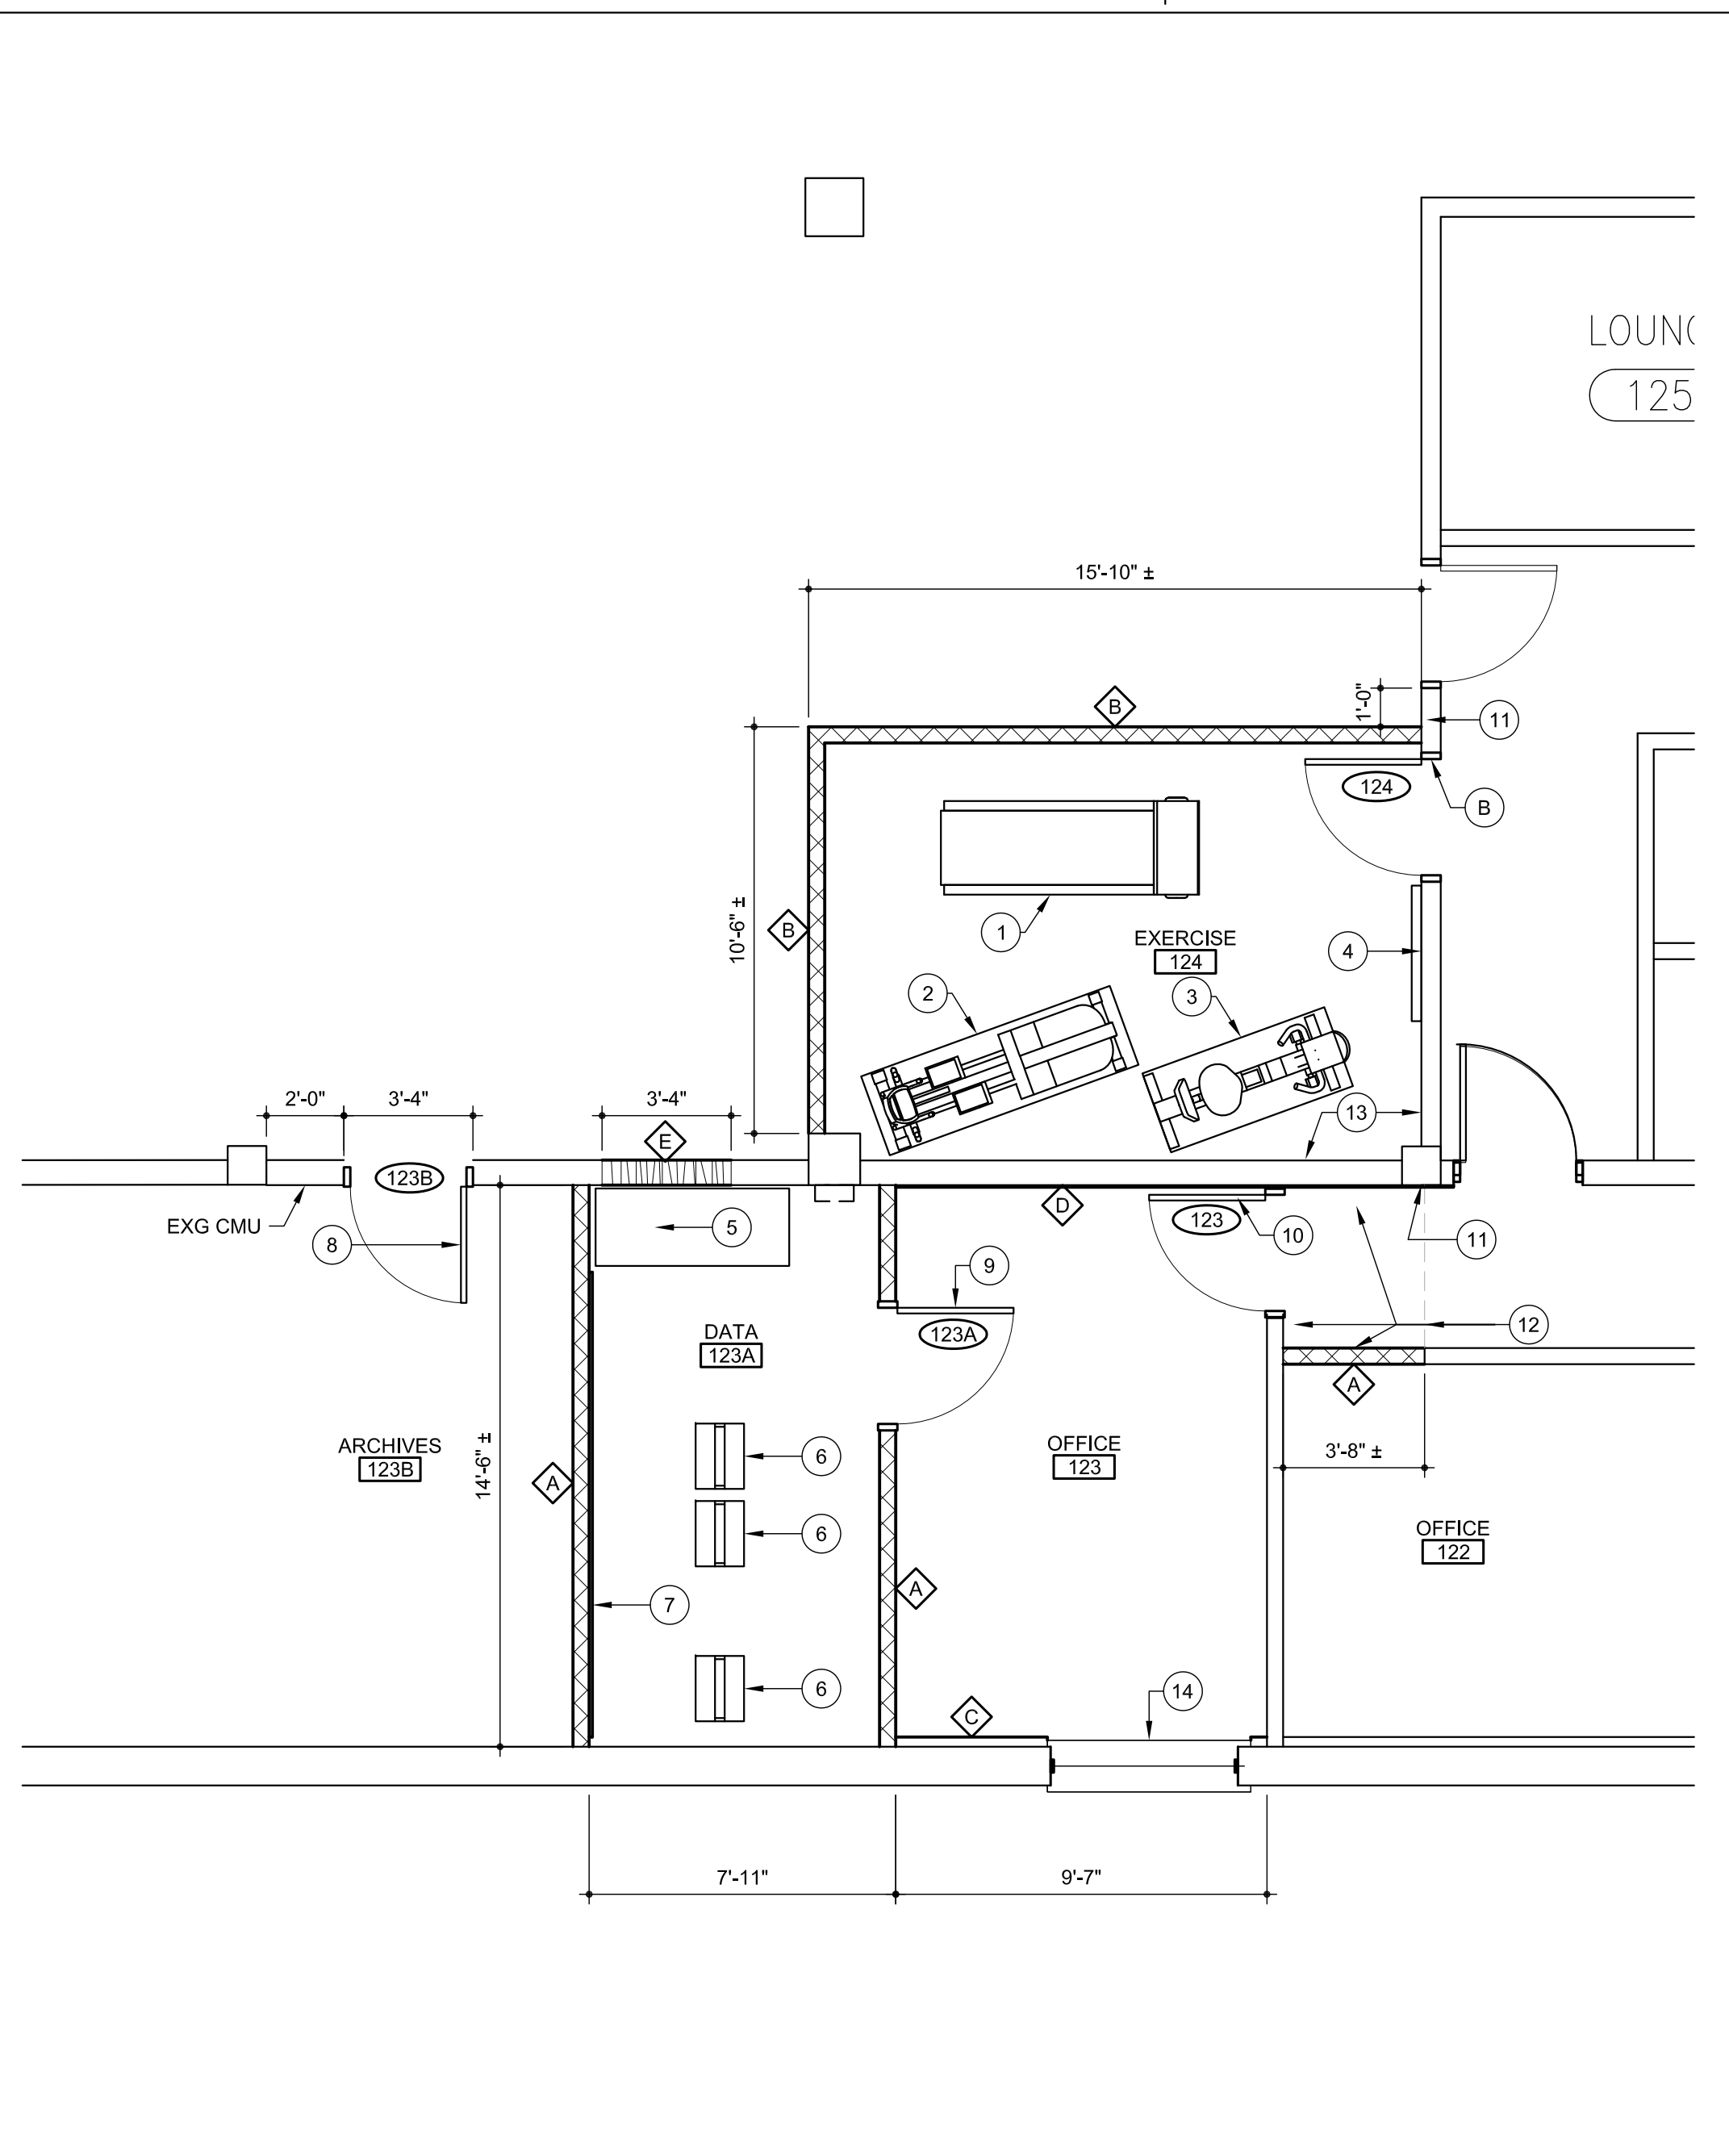 LOUN
125
15'-10" ±
1'-0"
B
11
124
B
10'-6" ±
B
1
EXERCISE
124
4
2
3
2'-0"
3'-4"
3'-4"
13
E
123B
EXG CMU
8
5
D
123
10
11
9
123A
12
DATA
123A
A
ARCHIVES
123B
14'-6" ±
A
6
OFFICE
123
3'-8" ±
6
OFFICE
122
A
7
6
14
C
7'-11"
9'-7"